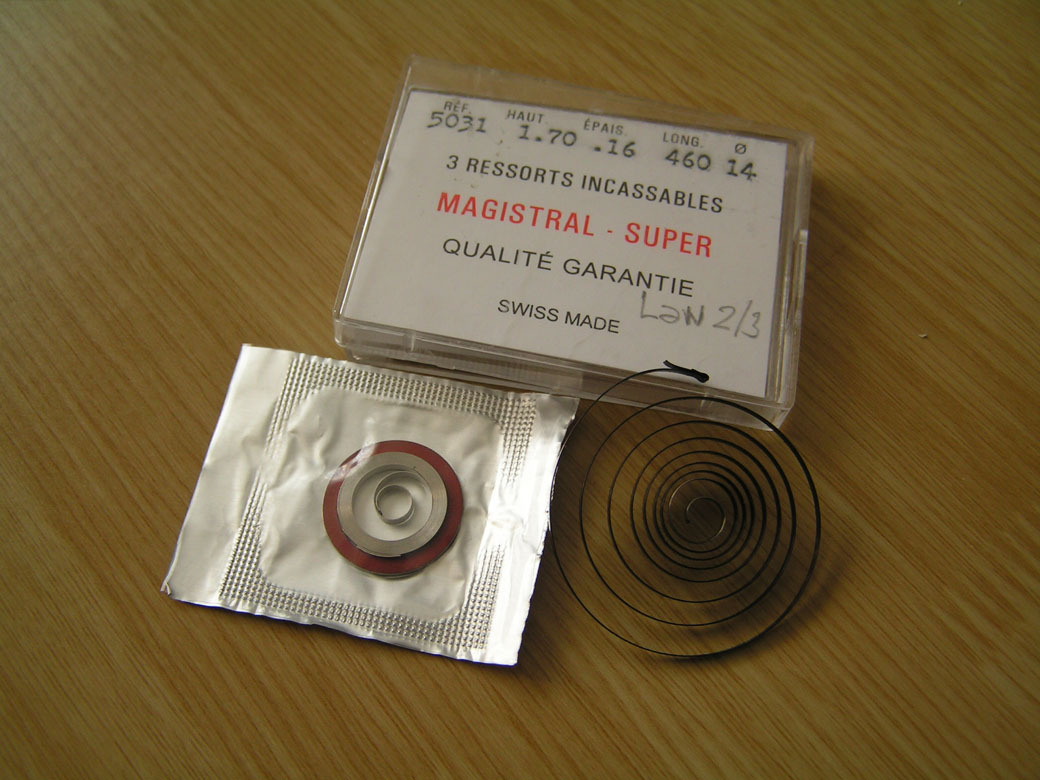 RÉF. HAUT. ÉPAIS. LONG. Ø
5031 1.70 .16 460 14
3 RESSORTS INCASSABLES
MAGISTRAL - SUPER
QUALITÉ GARANTIE
SWISS MADE
Law 2/3